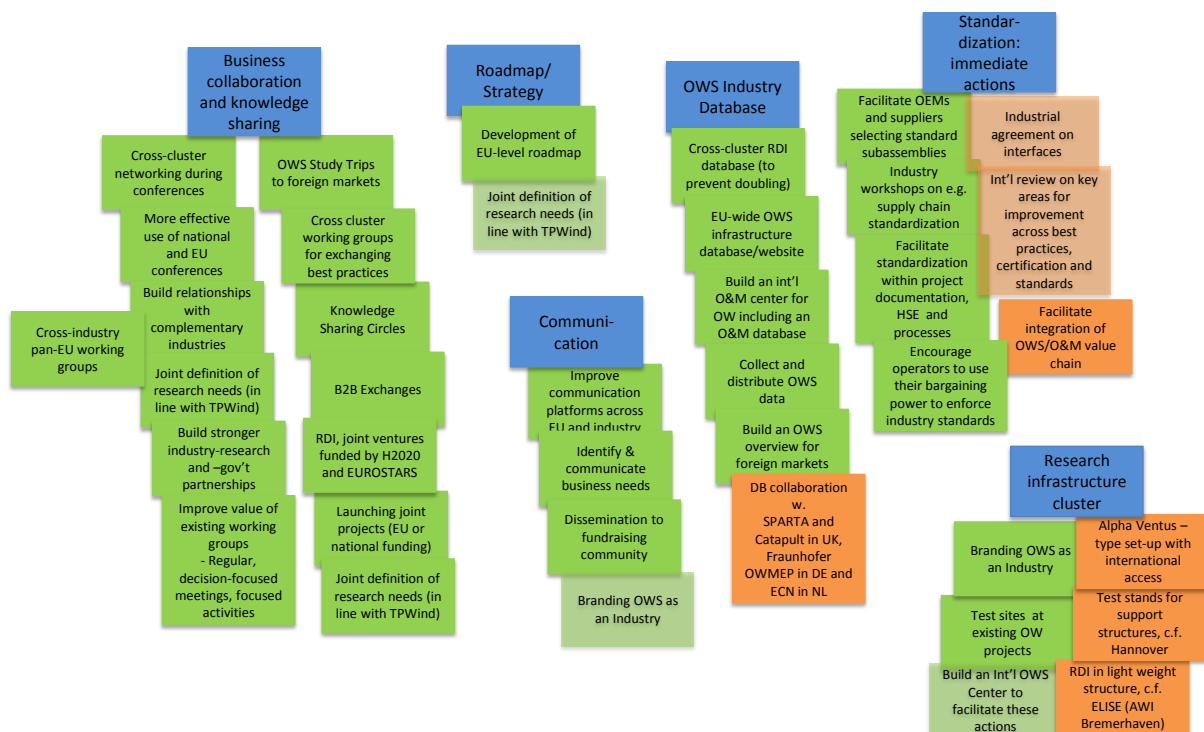 Business
collaboration
and knowledge
sharing
Cross-cluster
networking during
conferences
More effective
use of national
and EU
conferences
Build relationships
with
complementary
industries
Cross-industry
pan-EU working
groups
Joint definition of
research needs (in
line with TPWind)
Build stronger
industry-research
and –gov't
partnerships
Improve value of
existing working
groups
- Regular,
decision-focused
meetings, focused
activities
OWS Study Trips
to foreign markets
Cross cluster
working groups
for exchanging
best practices
Knowledge
Sharing Circles
B2B Exchanges
RDI, joint ventures
funded by H2020
and EUROSTARS
Launching joint
projects (EU or
national funding)
Joint definition of
research needs (in
line with TPWind)
Roadmap/
Strategy
Development of
EU-level roadmap
Joint definition of
research needs (in
line with TPWind)
Communi-
cation
Improve
communication
platforms across
EU and industry
Identify &
communicate
business needs
Dissemination to
fundraising
community
Branding OWS as
an Industry
OWS Industry
Database
Cross-cluster RDI
database (to
prevent doubling)
EU-wide OWS
infrastructure
database/website
Build an int'l
O&M center for
OW including an
O&M database
Collect and
distribute OWS
data
Build an OWS
overview for
foreign markets
DB collaboration
w.
SPARTA and
Catapult in UK,
Fraunhofer
OWMEP in DE and
ECN in NL
Standar-
dization:
immediate
actions
Facilitate OEMs
and suppliers
selecting standard
subassemblies
Industry
workshops on e.g.
supply chain
standardization
Facilitate
standardization
within project
documentation,
HSE and
processes
Encourage
operators to use
their bargaining
power to enforce
industry standards
Industrial
agreement on
interfaces
Int'l review on key
areas for
improvement
across best
practices,
certification and
standards
Facilitate
integration of
OWS/O&M value
chain
Research
infrastructure
cluster
Branding OWS as
an Industry
Test sites at
existing OW
projects
Build an Int'l OWS
Center to
facilitate these
actions
Alpha Ventus –
type set-up with
international
access
Test stands for
support
structures, c.f.
Hannover
RDI in light weight
structure, c.f.
ELISE (AWI
Bremerhaven)